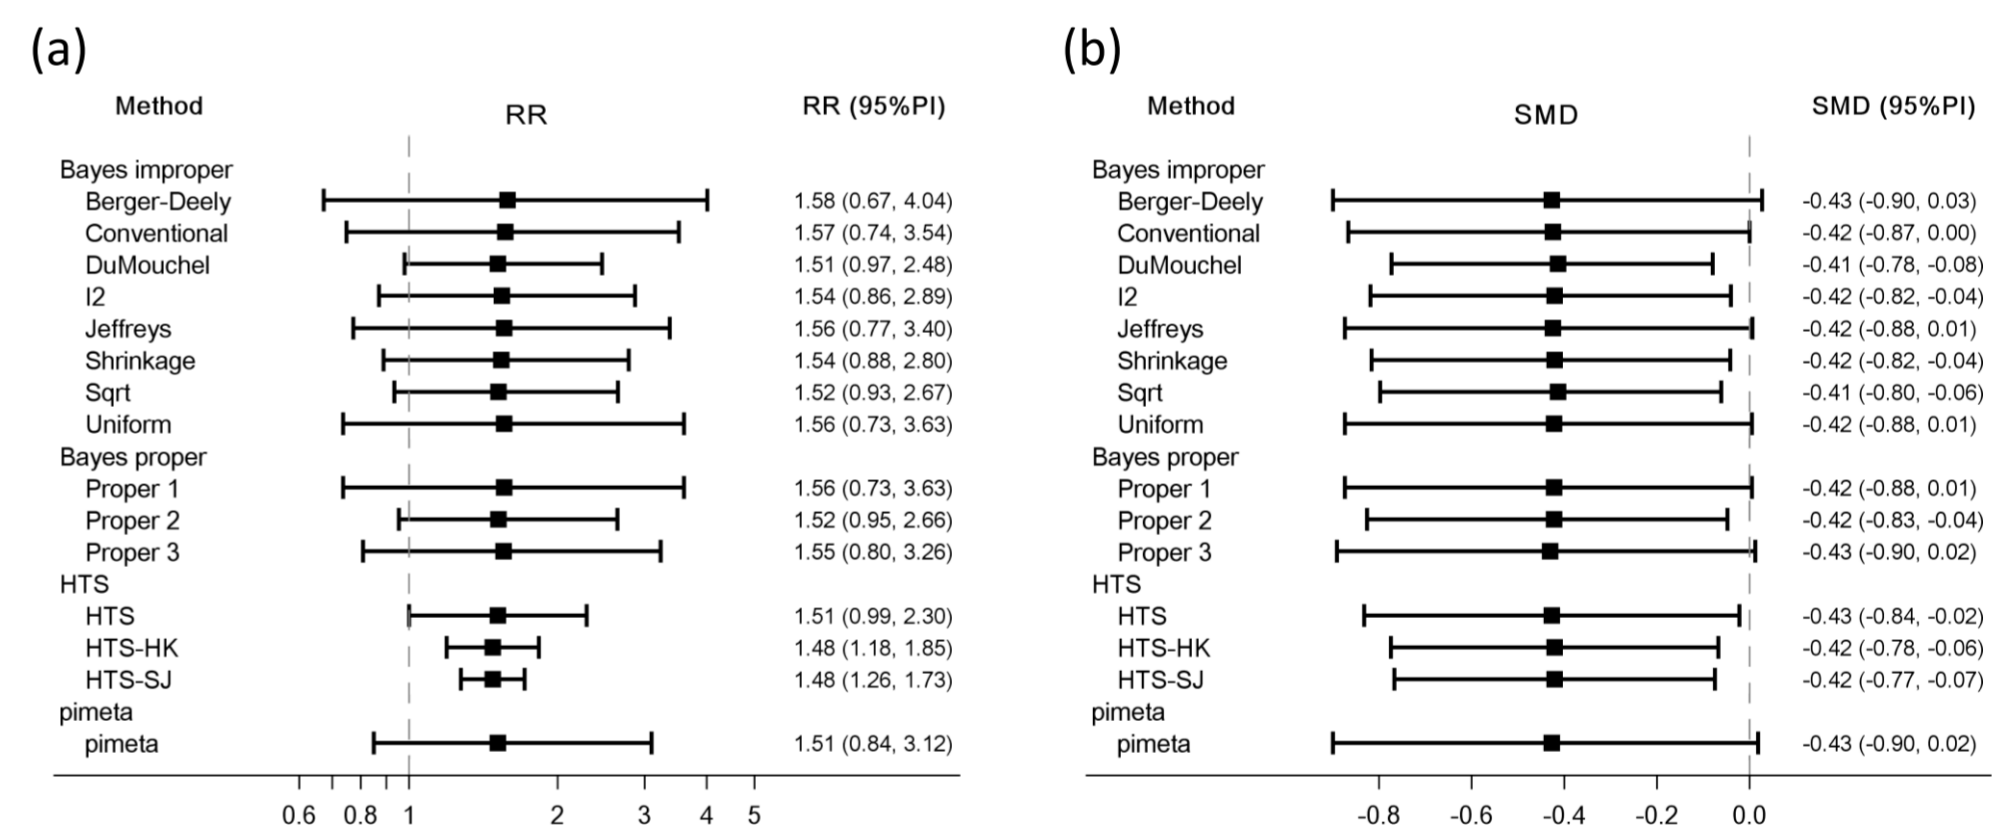 (a)
Method RR RR (95%PI)
Bayes improper
Berger-Deely 1.58 (0.67, 4.04)
Conventional 1.57 (0.74, 3.54)
DuMouchel 1.51 (0.97, 2.48)
I2 1.54 (0.86, 2.89)
Jeffreys 1.56 (0.77, 3.40)
Shrinkage 1.54 (0.88, 2.80)
Sqrt 1.52 (0.93, 2.67)
Uniform 1.56 (0.73, 3.63)
Bayes proper
Proper 1 1.56 (0.73, 3.63)
Proper 2 1.52 (0.95, 2.66)
Proper 3 1.55 (0.80, 3.26)
HTS
HTS 1.51 (0.99, 2.30)
HTS-HK 1.48 (1.18, 1.85)
HTS-SJ 1.48 (1.26, 1.73)
pimeta
pimeta 1.51 (0.84, 3.12)
0.6 0.8 1 2 3 4 5
(b)
Method SMD SMD (95%PI)
Bayes improper
Berger-Deely -0.43 (-0.90, 0.03)
Conventional -0.42 (-0.87, 0.00)
DuMouchel -0.41 (-0.78, -0.08)
I2 -0.42 (-0.82, -0.04)
Jeffreys -0.42 (-0.88, 0.01)
Shrinkage -0.42 (-0.82, -0.04)
Sqrt -0.41 (-0.80, -0.06)
Uniform -0.42 (-0.88, 0.01)
Bayes proper
Proper 1 -0.42 (-0.88, 0.01)
Proper 2 -0.42 (-0.83, -0.04)
Proper 3 -0.43 (-0.90, 0.02)
HTS
HTS -0.43 (-0.84, -0.02)
HTS-HK -0.42 (-0.78, -0.06)
HTS-SJ -0.42 (-0.77, -0.07)
pimeta
pimeta -0.43 (-0.90, 0.02)
-0.8 -0.6 -0.4 -0.2 0.0